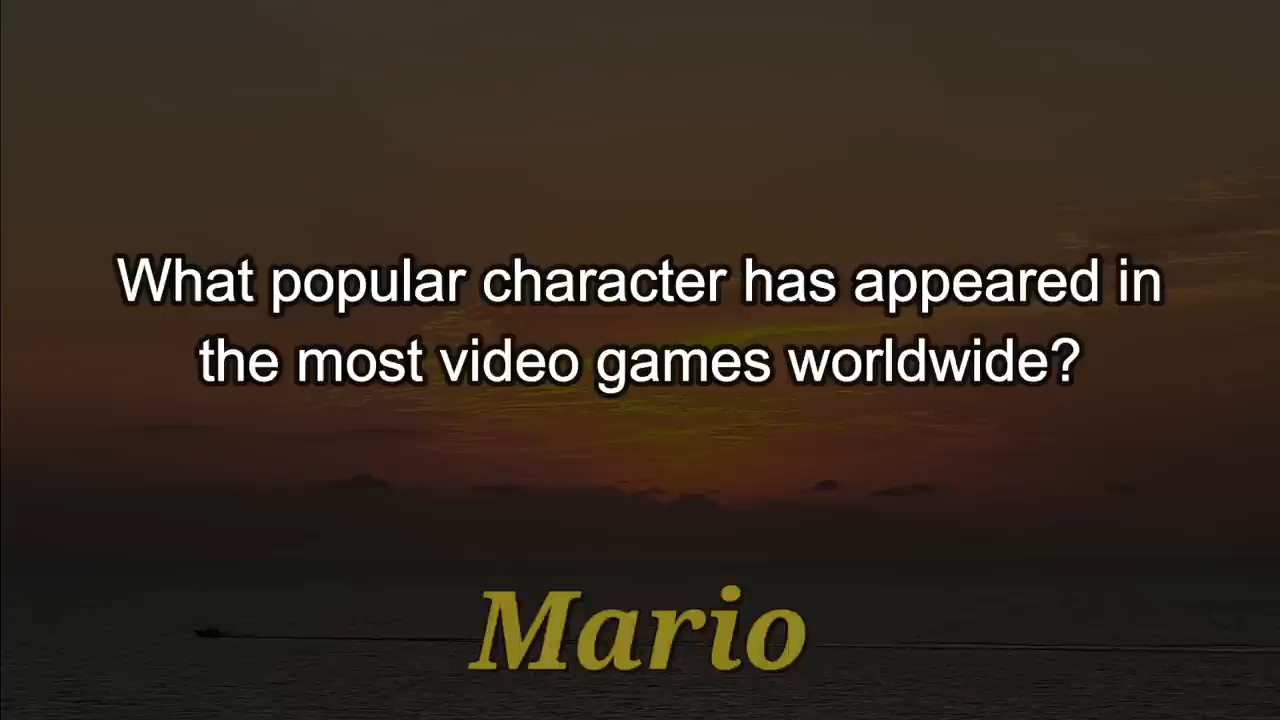 What popular character has appeared in
the most video games worldwide?
Mario